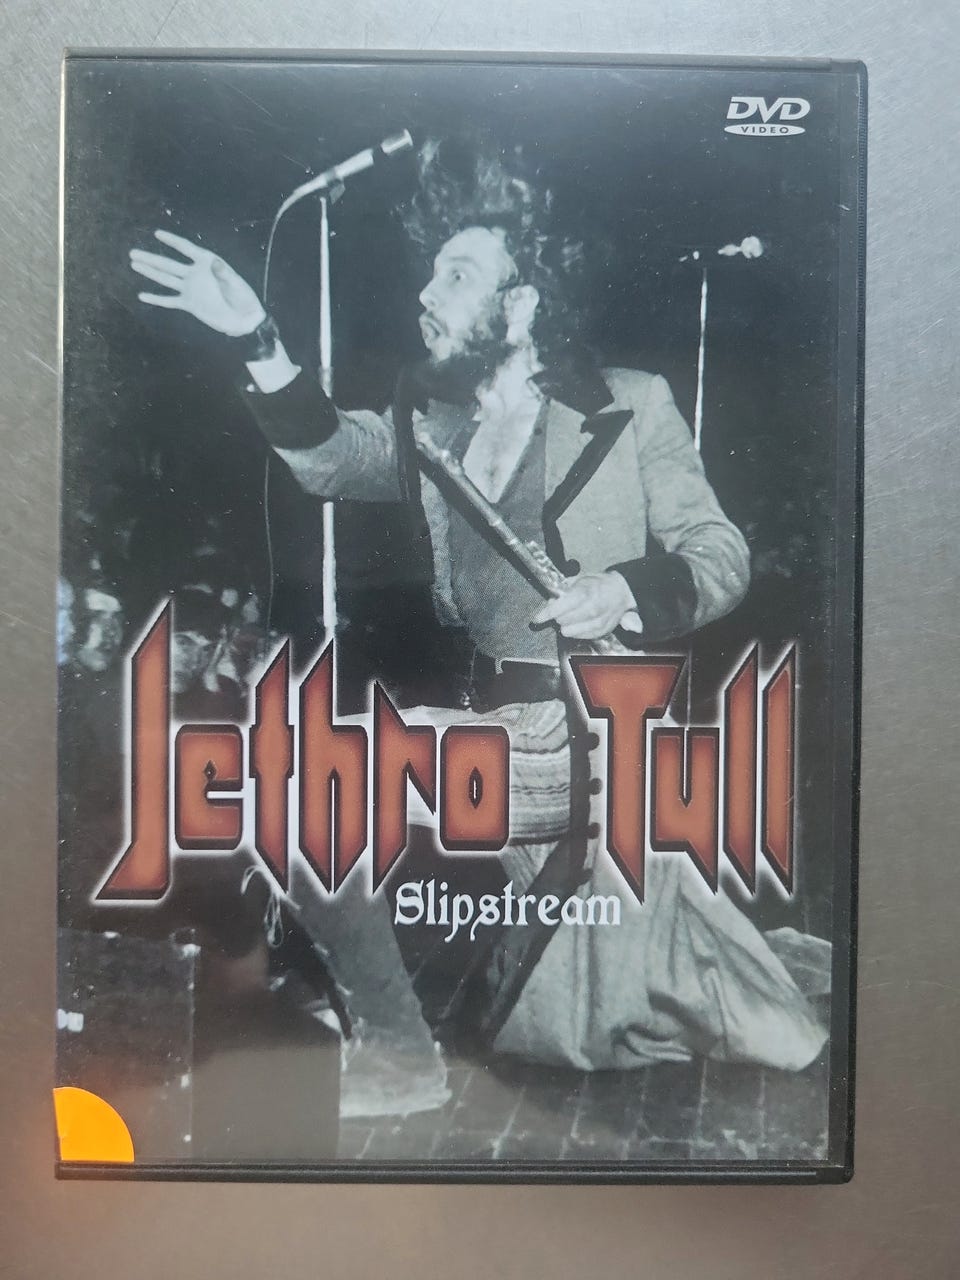 DVD
VIDEO
Jethro Tull
Slipstream